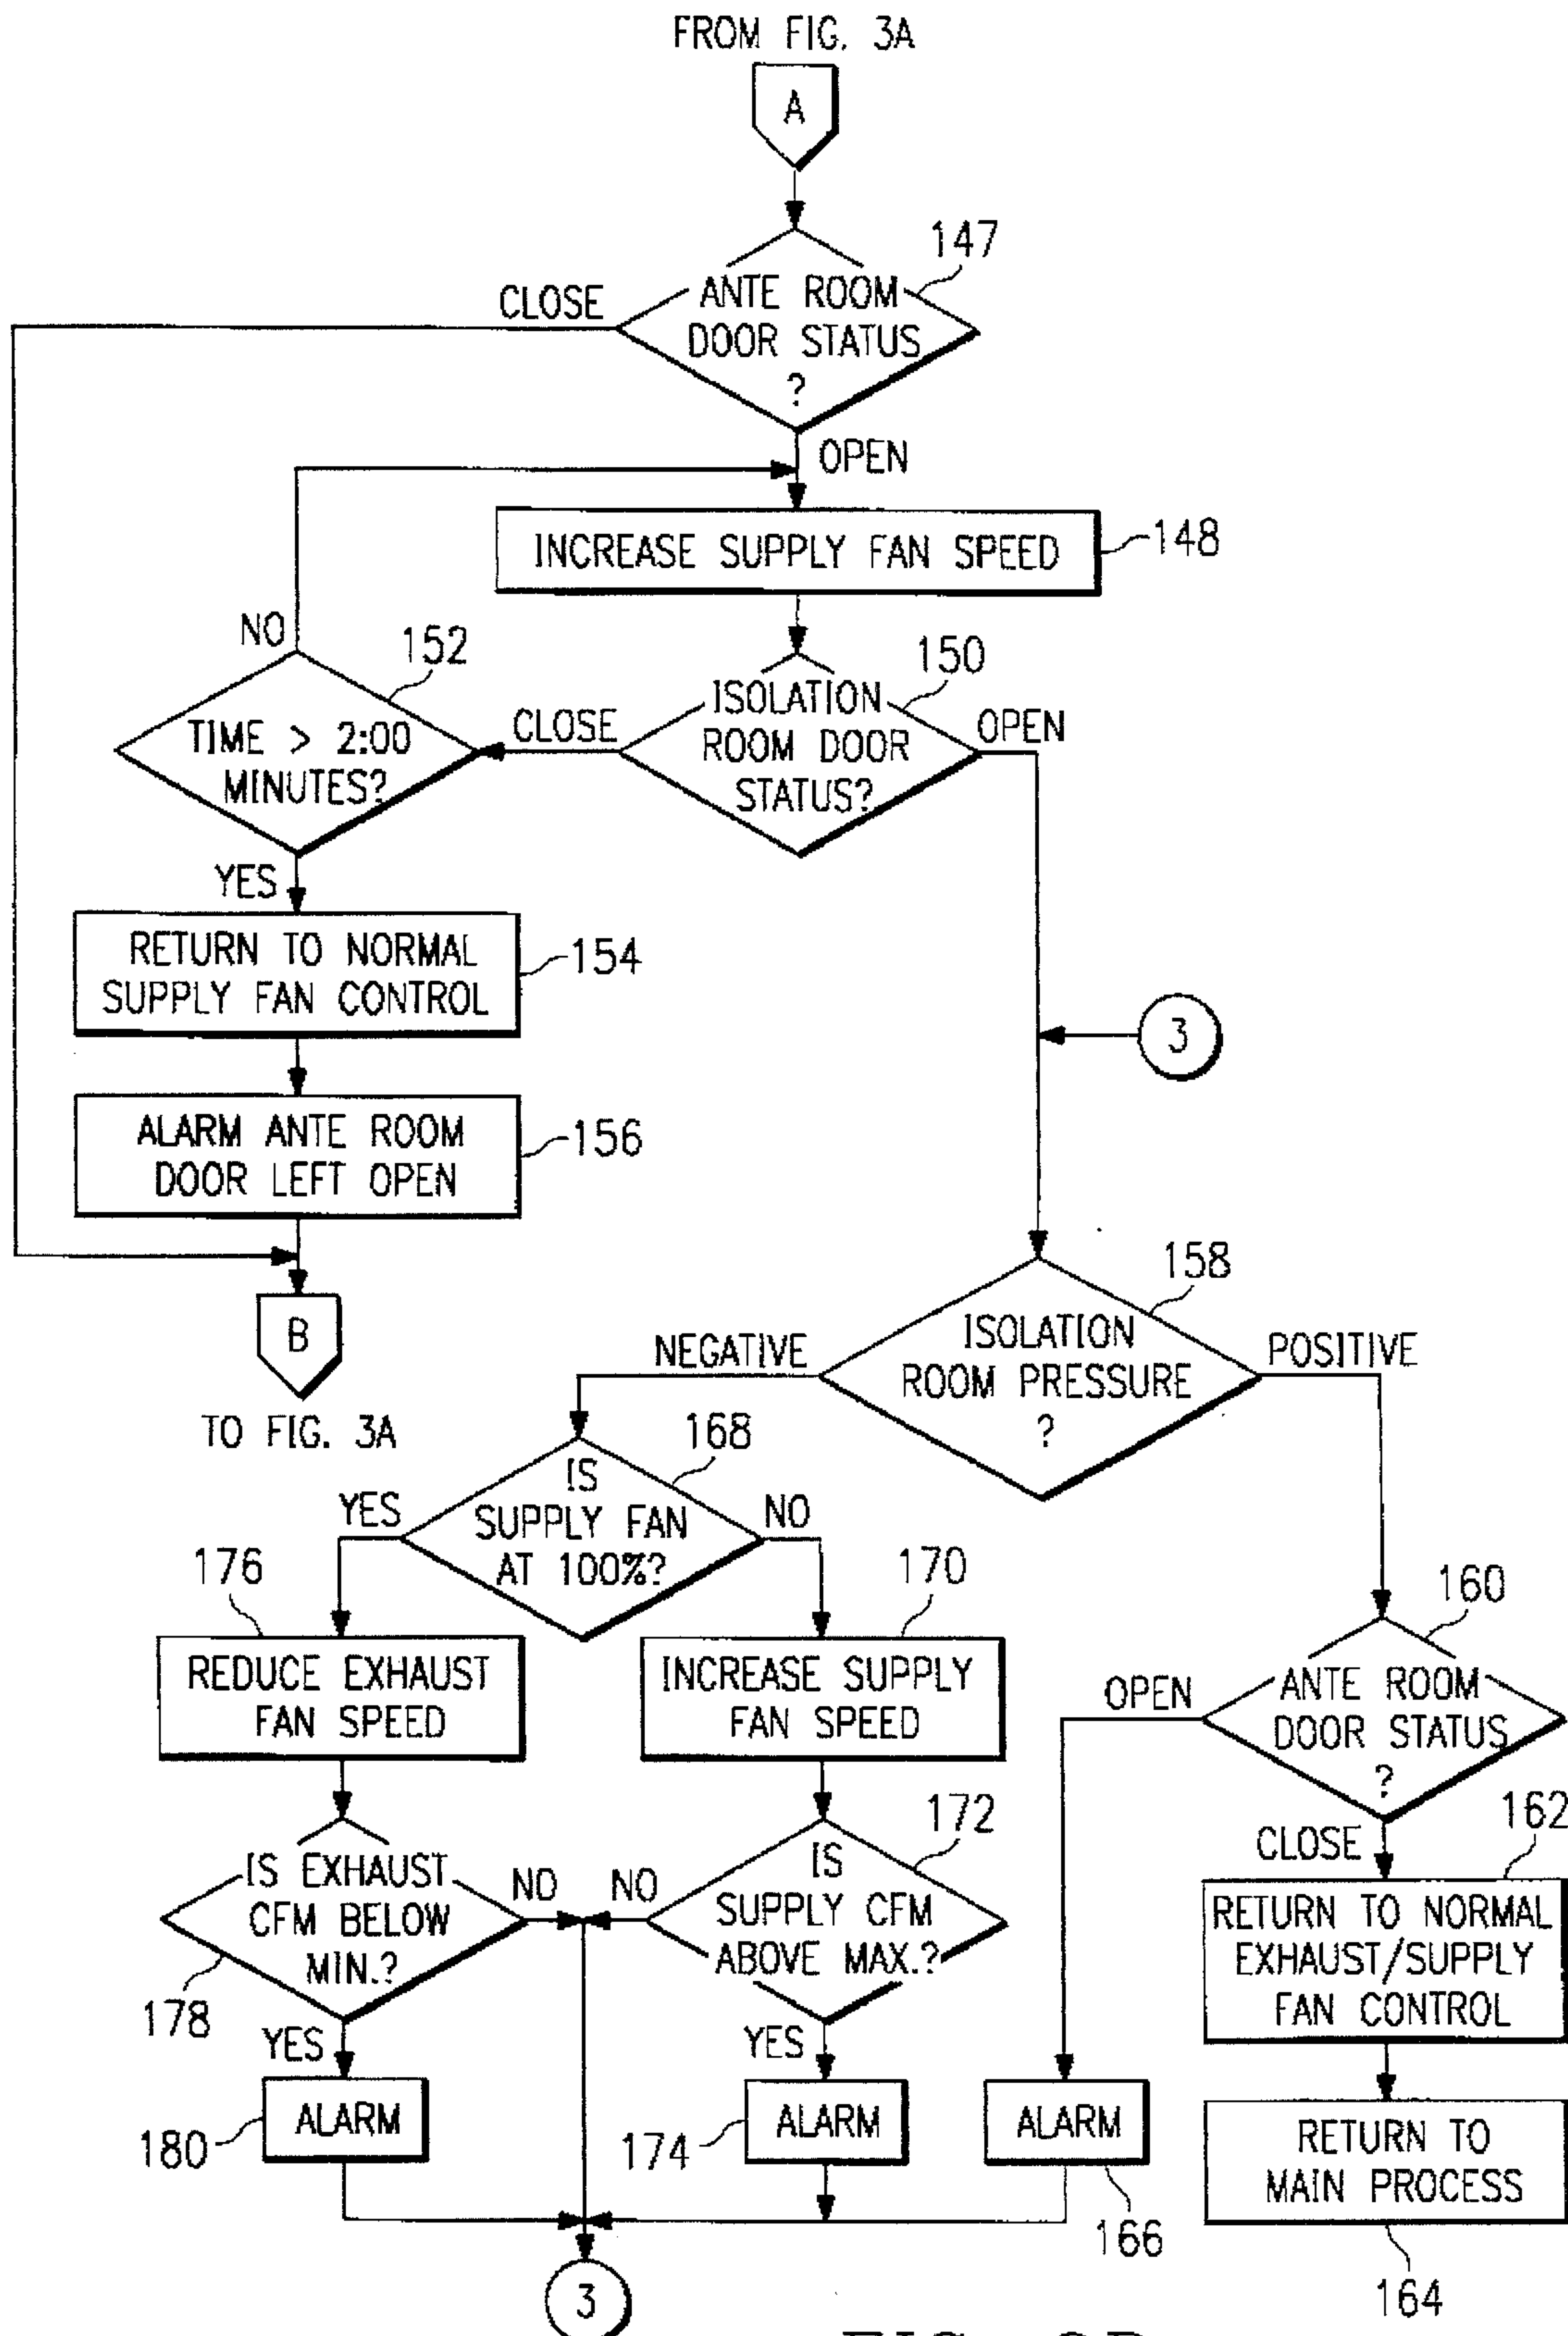 FROM FIG. 3A
A
147
CLOSE
ANTE ROOM
DOOR STATUS
?
OPEN
INCREASE SUPPLY FAN SPEED
148
NO
152
150
ISOLATION
ROOM DOOR
STATUS?
TIME > 2:00
MINUTES?
CLOSE
OPEN
YES
RETURN TO NORMAL
SUPPLY FAN CONTROL
154
3
ALARM ANTE ROOM
DOOR LEFT OPEN
156
B
TO FIG. 3A
158
NEGATIVE
ISOLATION
ROOM PRESSURE
?
POSITIVE
168
YES
IS
SUPPLY FAN
AT 100%?
NO
176
170
160
REDUCE EXHAUST
FAN SPEED
INCREASE SUPPLY
FAN SPEED
OPEN
ANTE ROOM
DOOR STATUS
?
172
162
CLOSE
IS EXHAUST
CFM BELOW
MIN.?
NO
NO
IS
SUPPLY CFM
ABOVE MAX.?
RETURN TO NORMAL
EXHAUST/SUPPLY
FAN CONTROL
178
YES
YES
ALARM
180
ALARM
174
ALARM
166
RETURN TO
MAIN PROCESS
164
3